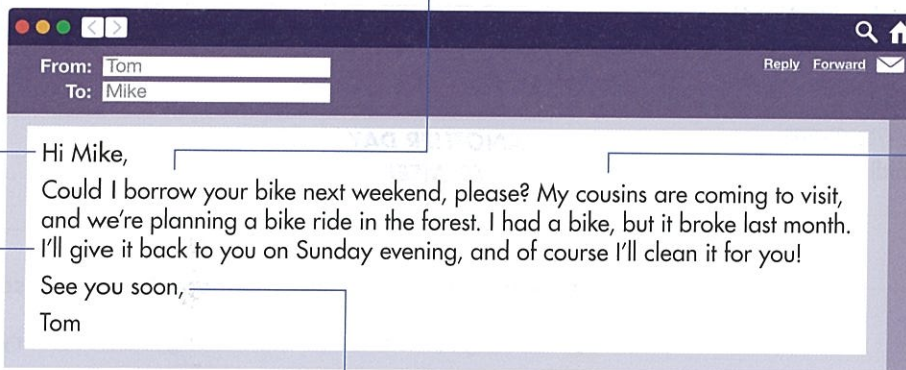 From: Tom
Reply Forward
To: Mike
Hi Mike,
Could I borrow your bike next weekend, please? My cousins are coming to visit,
and we're planning a bike ride in the forest. I had a bike, but it broke last month.
I'll give it back to you on Sunday evening, and of course I'll clean it for you!
See you soon,
Tom